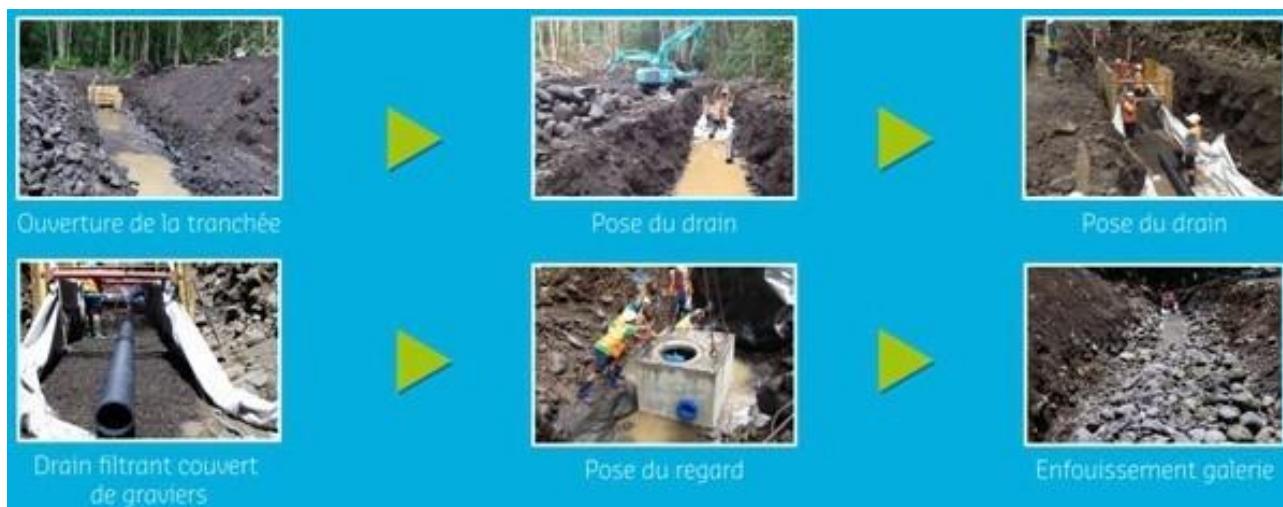 Ouverture de la tranchée
Pose du drain
Pose du drain
Drain filtrant couvert
de graviers
Pose du regard
Enfouissement galerie